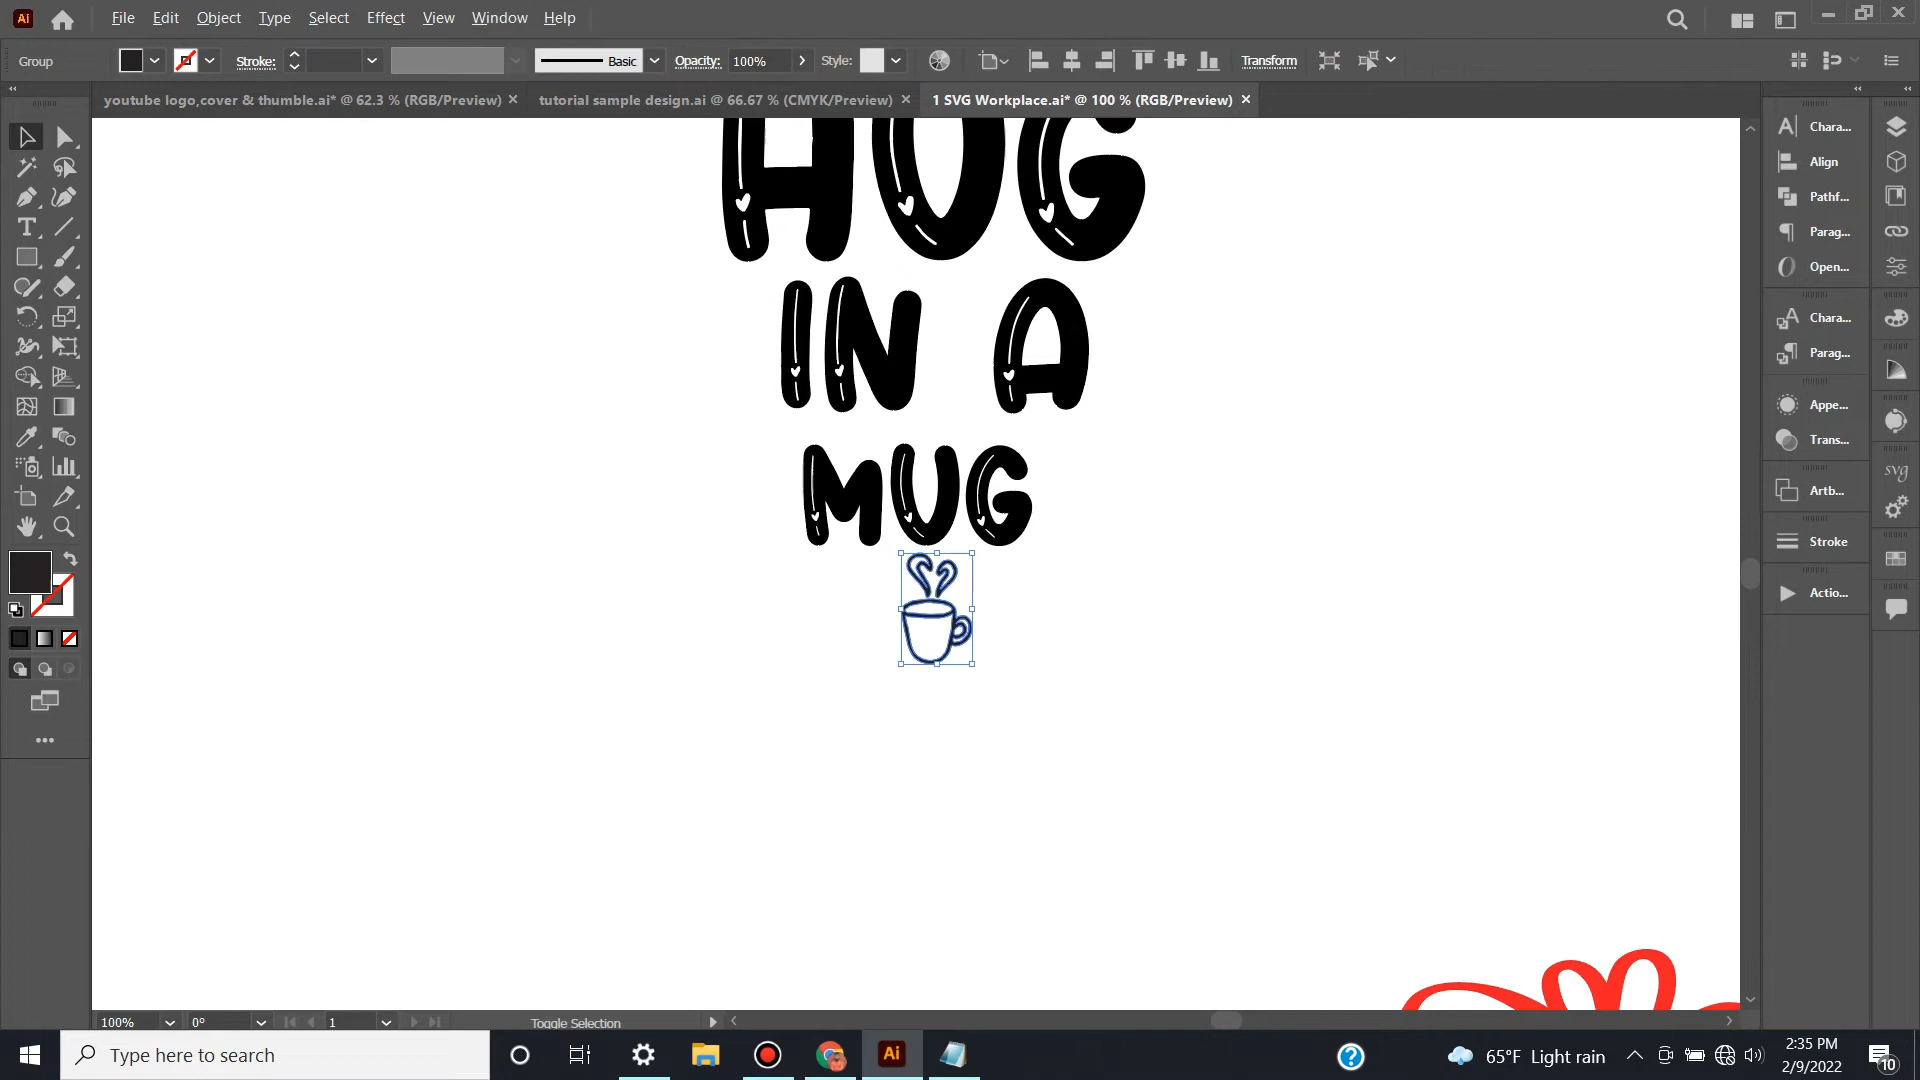 Ai File Edit Object Type Select Effect View Window Help
Group Stroke: Basic Opacity: 100% Style: Transform
youtube logo,cover & thumble.ai* @ 62.3 % (RGB/Preview) × tutorial sample design.ai @ 66.67 % (CMYK/Preview) × 1 SVG Workplace.ai* @ 100 % (RGB/Preview) ×
Chara...
Align
Pathf...
Parag...
Open...
Chara...
Parag...
Appe...
Trans...
Artb...
svg
Stroke
Actio...
HUG
IN A
MUG
100% 0° 1 Toggle Selection
Type here to search
Ai
65°F Light rain
2:35 PM
2/9/2022
10